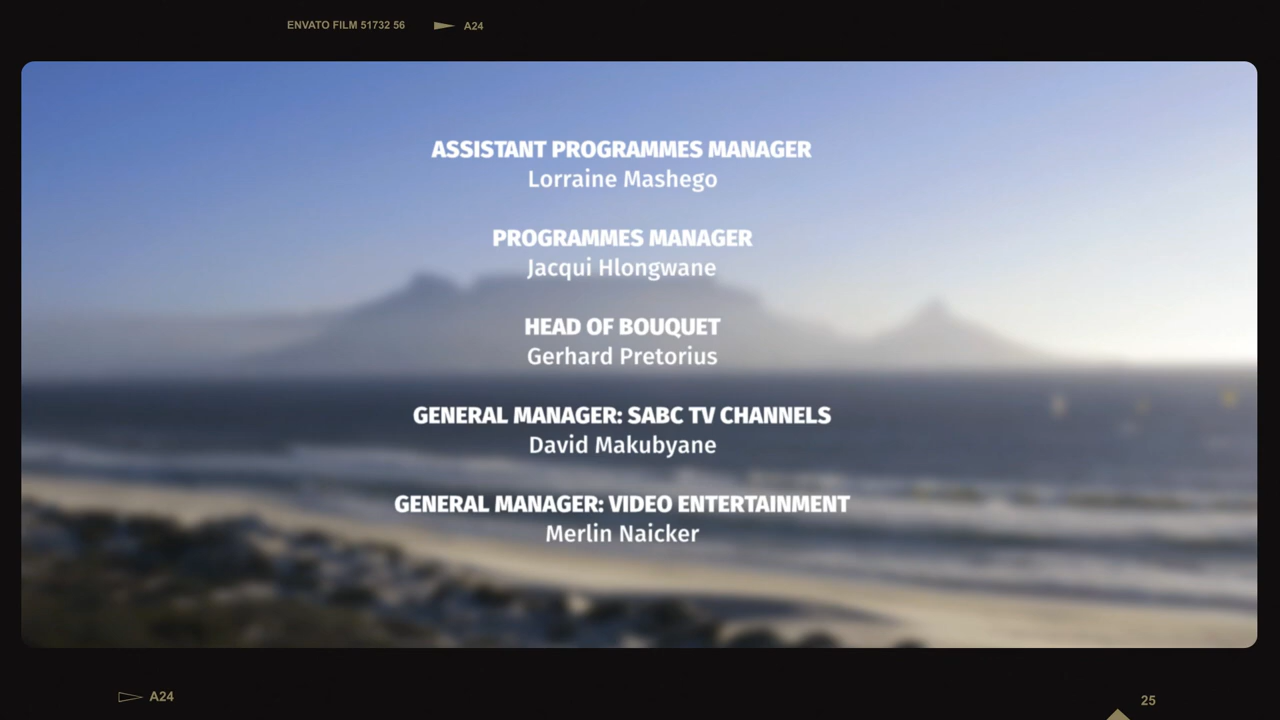 ENVATO FILM 51732 56 A24
ASSISTANT PROGRAMMES MANAGER
Lorraine Mashego
PROGRAMMES MANAGER
Jacqui Hlongwane
HEAD OF BOUQUET
Gerhard Pretorius
GENERAL MANAGER: SABC TV CHANNELS
David Makubyane
GENERAL MANAGER: VIDEO ENTERTAINMENT
Merlin Naicker
A24
25